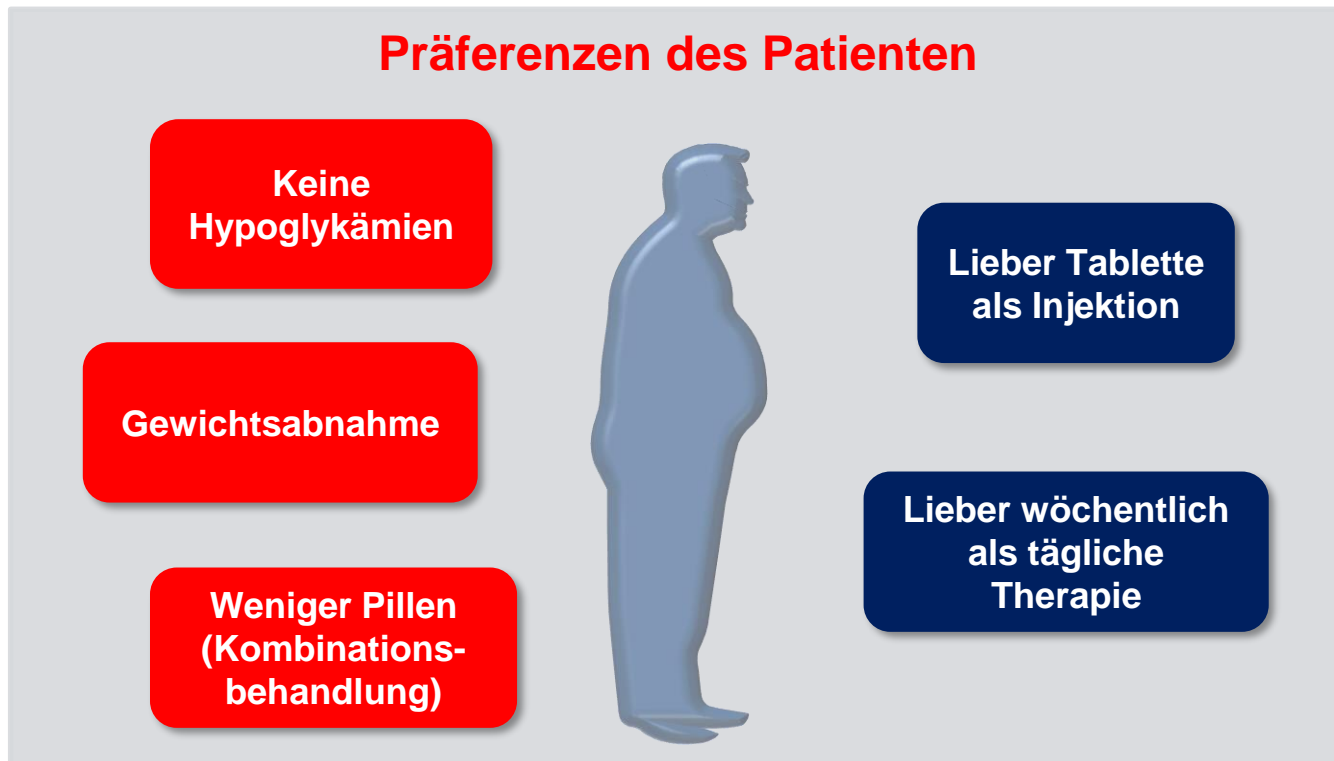 Präferenzen des Patienten
Keine
Hypoglykämien
Gewichtsabnahme
Weniger Pillen
(Kombinations-
behandlung)
Lieber Tablette
als Injektion
Lieber wöchentlich
als tägliche
Therapie